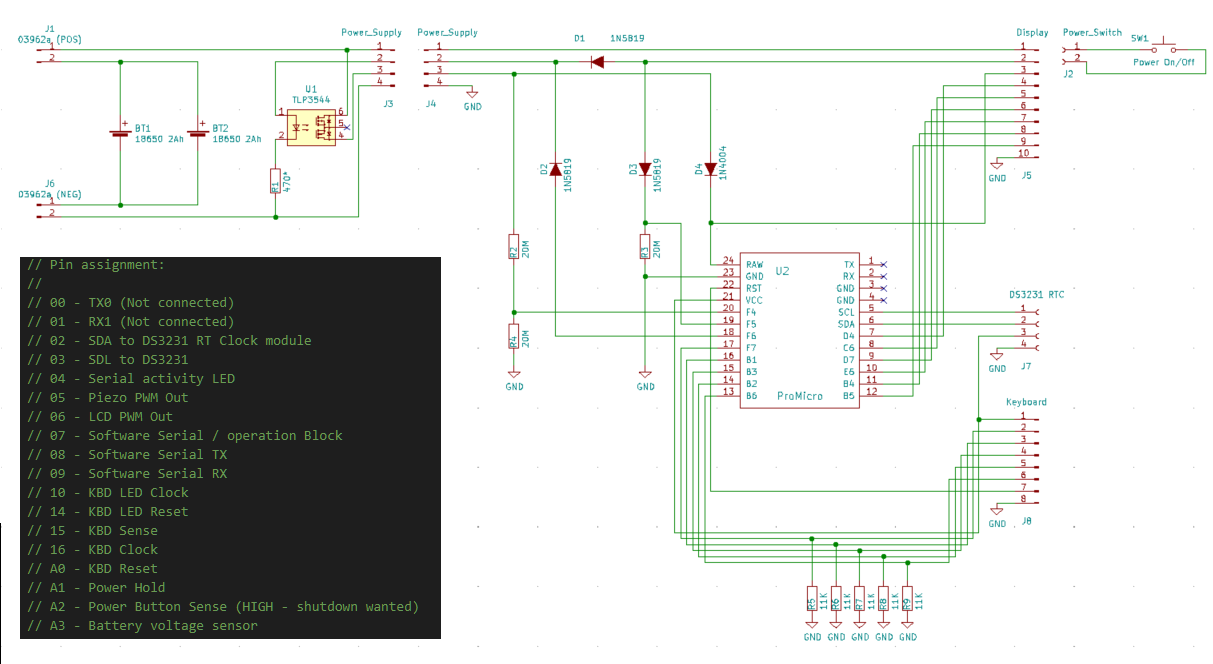 J1
03962a (POS)
1
2
Power_Supply
1
2
3
4
J3
Power_Supply
1
2
3
4
J4
GND
D1
1N5819
Display
1
2
3
4
5
6
7
8
9
10
J5
GND
Power_Switch
1
2
J2
SW1
Power On/Off
U1
TLP3544
1
2
6
5
4
+
BT1
18650 2Ah
+
BT2
18650 2Ah
R1
470*
J6
03962a (NEG)
1
2
D2
1N5819
D3
1N5819
D4
1N4004
R2
20M
R3
20M
R4
20M
GND
GND
U2
ProMicro
24 RAW TX 1
23 GND RX 2
22 RST GND 3
21 VCC GND 4
20 F4 SCL 5
19 F5 SDA 6
18 F6 D4 7
17 F7 C6 8
16 B1 D7 9
15 B3 E6 10
14 B2 B4 11
13 B6 B5 12
DS3231 RTC
1
2
3
4
J7
GND
Keyboard
1
2
3
4
5
6
7
8
J8
GND
R5
11K
R6
11K
R7
11K
R8
11K
R9
11K
GND GND GND GND GND
// Pin assignment:
//
// 00 - TX0 (Not connected)
// 01 - RX1 (Not connected)
// 02 - SDA to DS3231 RT Clock module
// 03 - SDL to DS3231
// 04 - Serial activity LED
// 05 - Piezo PWM Out
// 06 - LCD PWM Out
// 07 - Software Serial / operation Block
// 08 - Software Serial TX
// 09 - Software Serial RX
// 10 - KBD LED Clock
// 14 - KBD LED Reset
// 15 - KBD Sense
// 16 - KBD Clock
// A0 - KBD Reset
// A1 - Power Hold
// A2 - Power Button Sense (HIGH - shutdown wanted)
// A3 - Battery voltage sensor